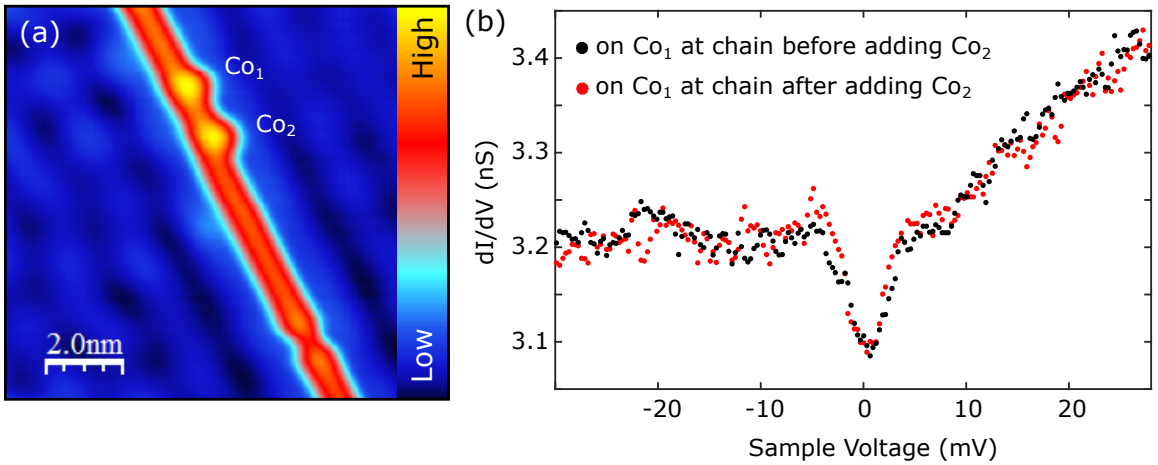 (a)
Co₁
Co₂
2.0nm
High
Low
(b)
dI/dV (nS)
3.4
3.3
3.2
3.1
on Co₁ at chain before adding Co₂
on Co₁ at chain after adding Co₂
-20
-10
0
10
20
Sample Voltage (mV)